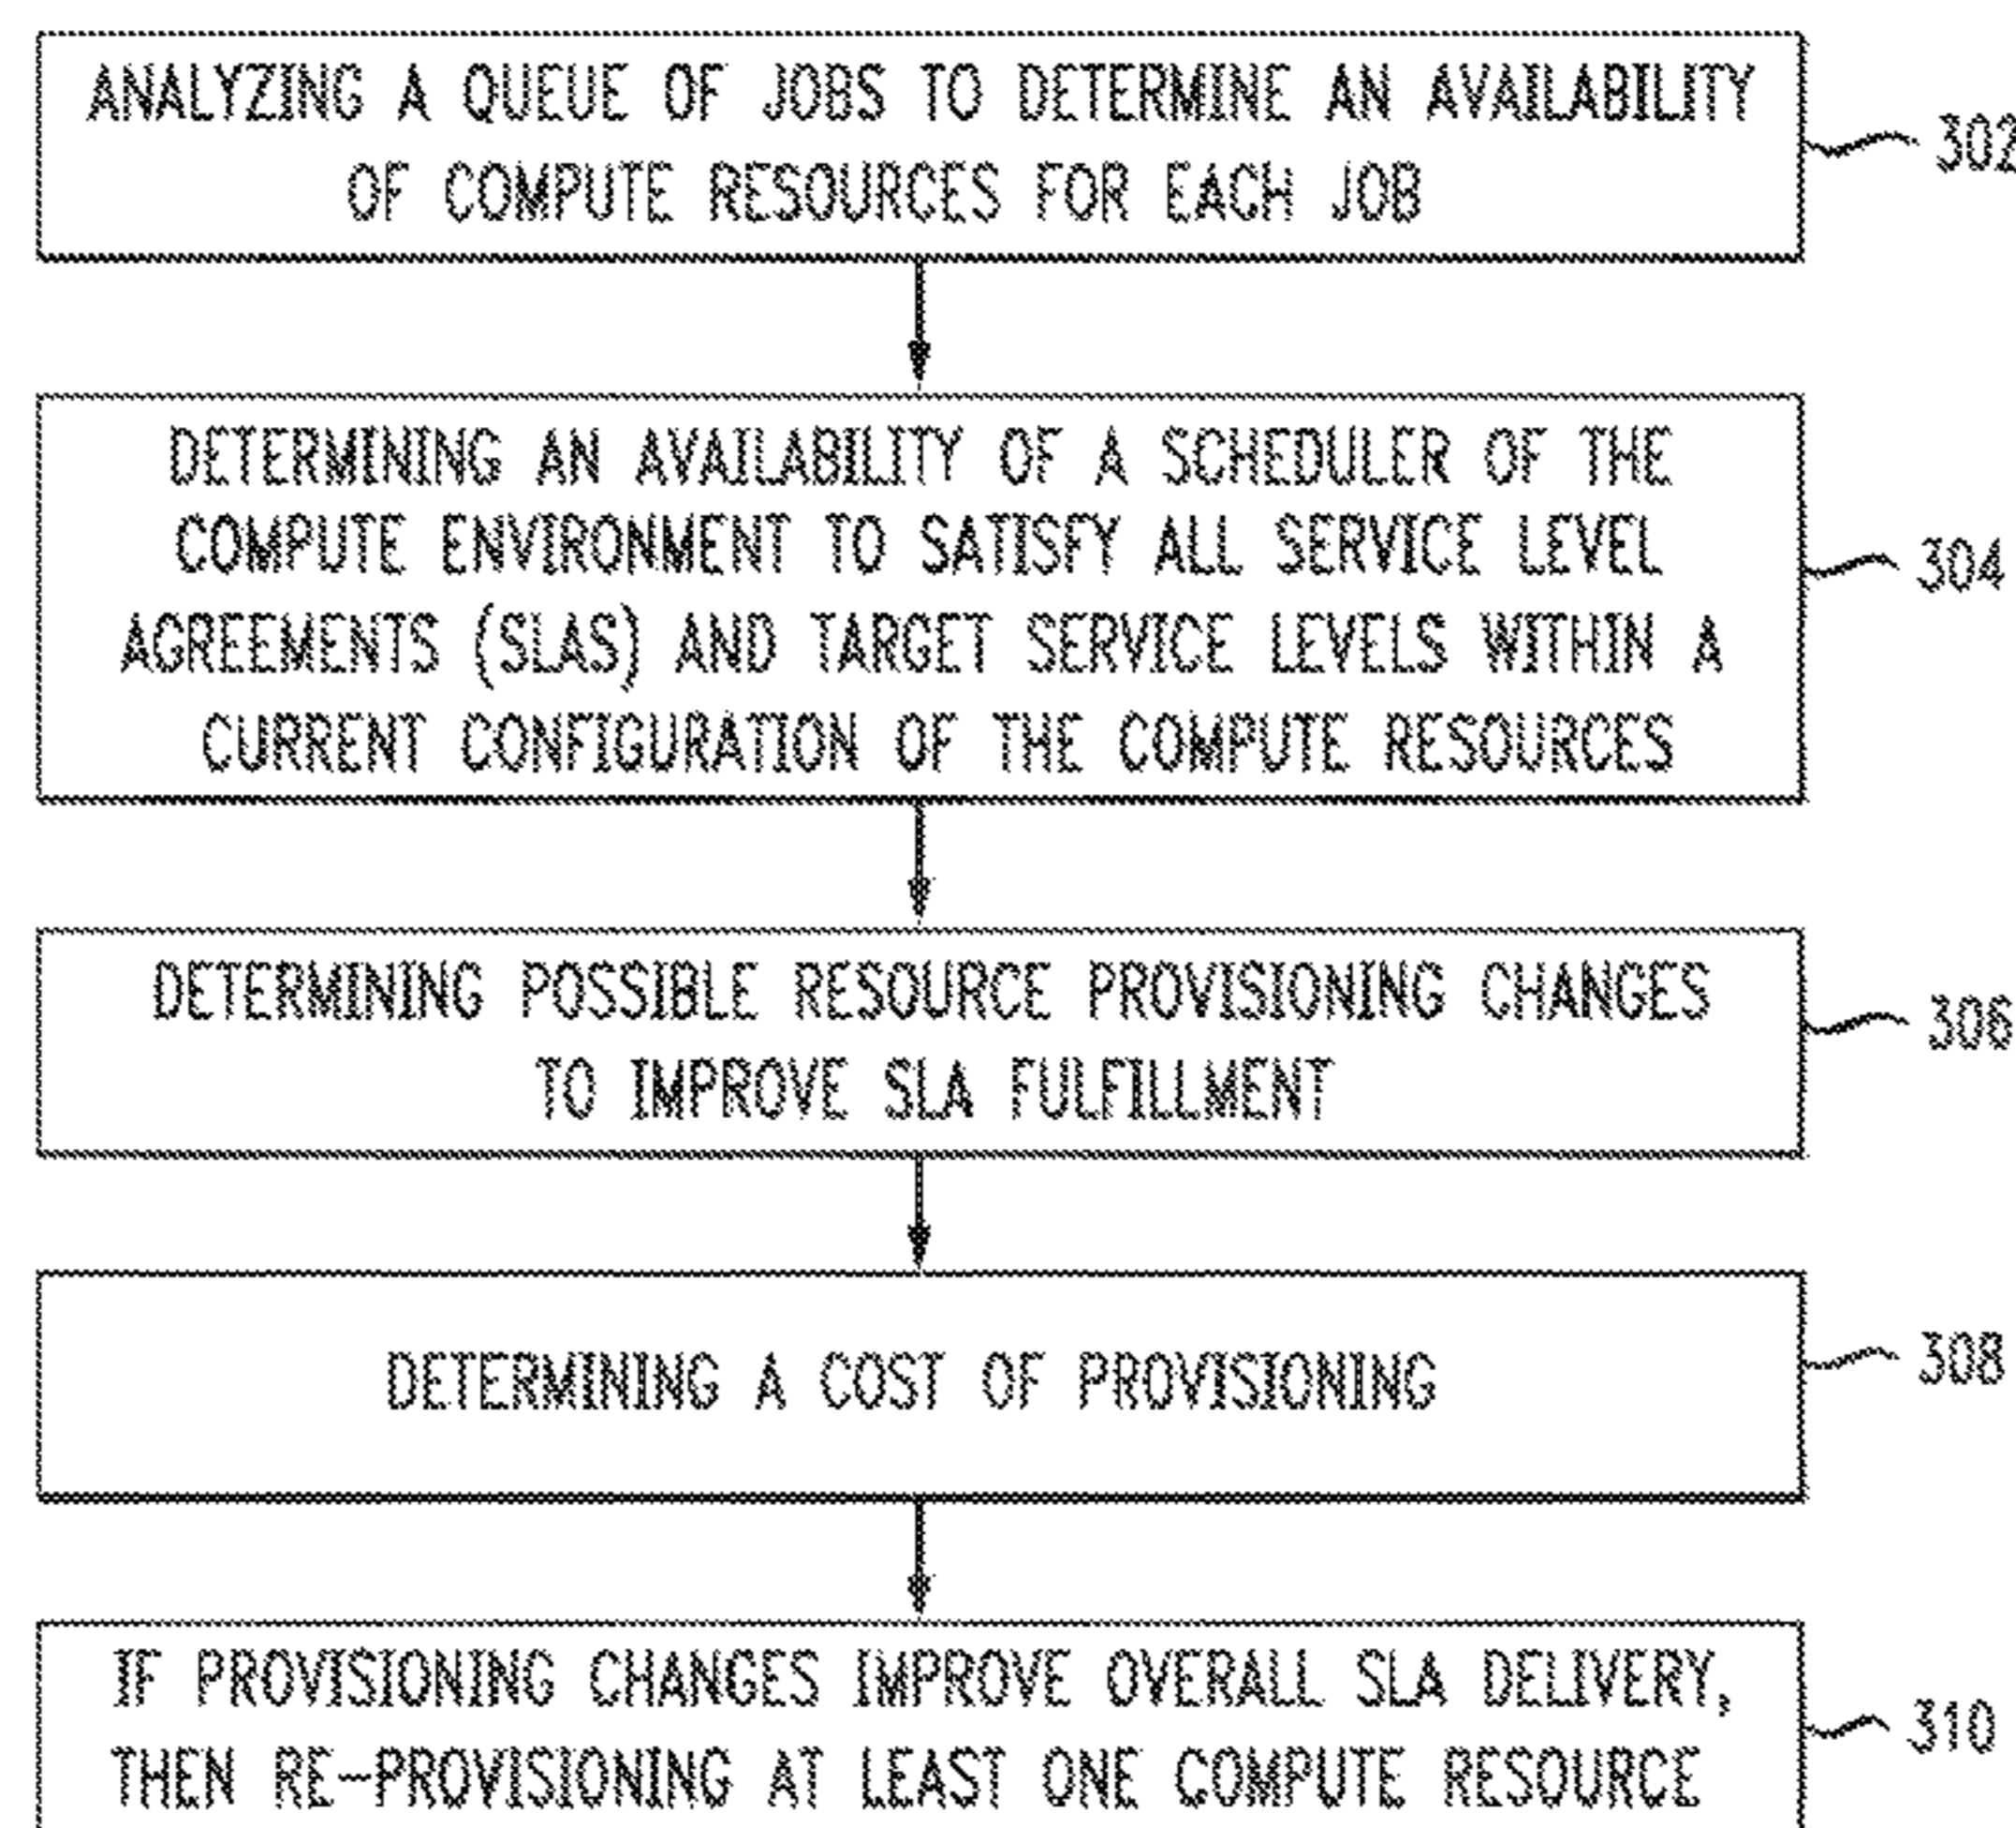 ANALYZING A QUEUE OF JOBS TO DETERMINE AN AVAILABILITY
OF COMPUTE RESOURCES FOR EACH JOB
302
DETERMINING AN AVAILABILITY OF A SCHEDULER OF THE
COMPUTE ENVIRONMENT TO SATISFY ALL SERVICE LEVEL
AGREEMENTS (SLAS) AND TARGET SERVICE LEVELS WITHIN A
CURRENT CONFIGURATION OF THE COMPUTE RESOURCES
304
DETERMINING POSSIBLE RESOURCE PROVISIONING CHANGES
TO IMPROVE SLA FULFILLMENT
306
DETERMINING A COST OF PROVISIONING
308
IF PROVISIONING CHANGES IMPROVE OVERALL SLA DELIVERY,
THEN RE-PROVISIONING AT LEAST ONE COMPUTE RESOURCE
310